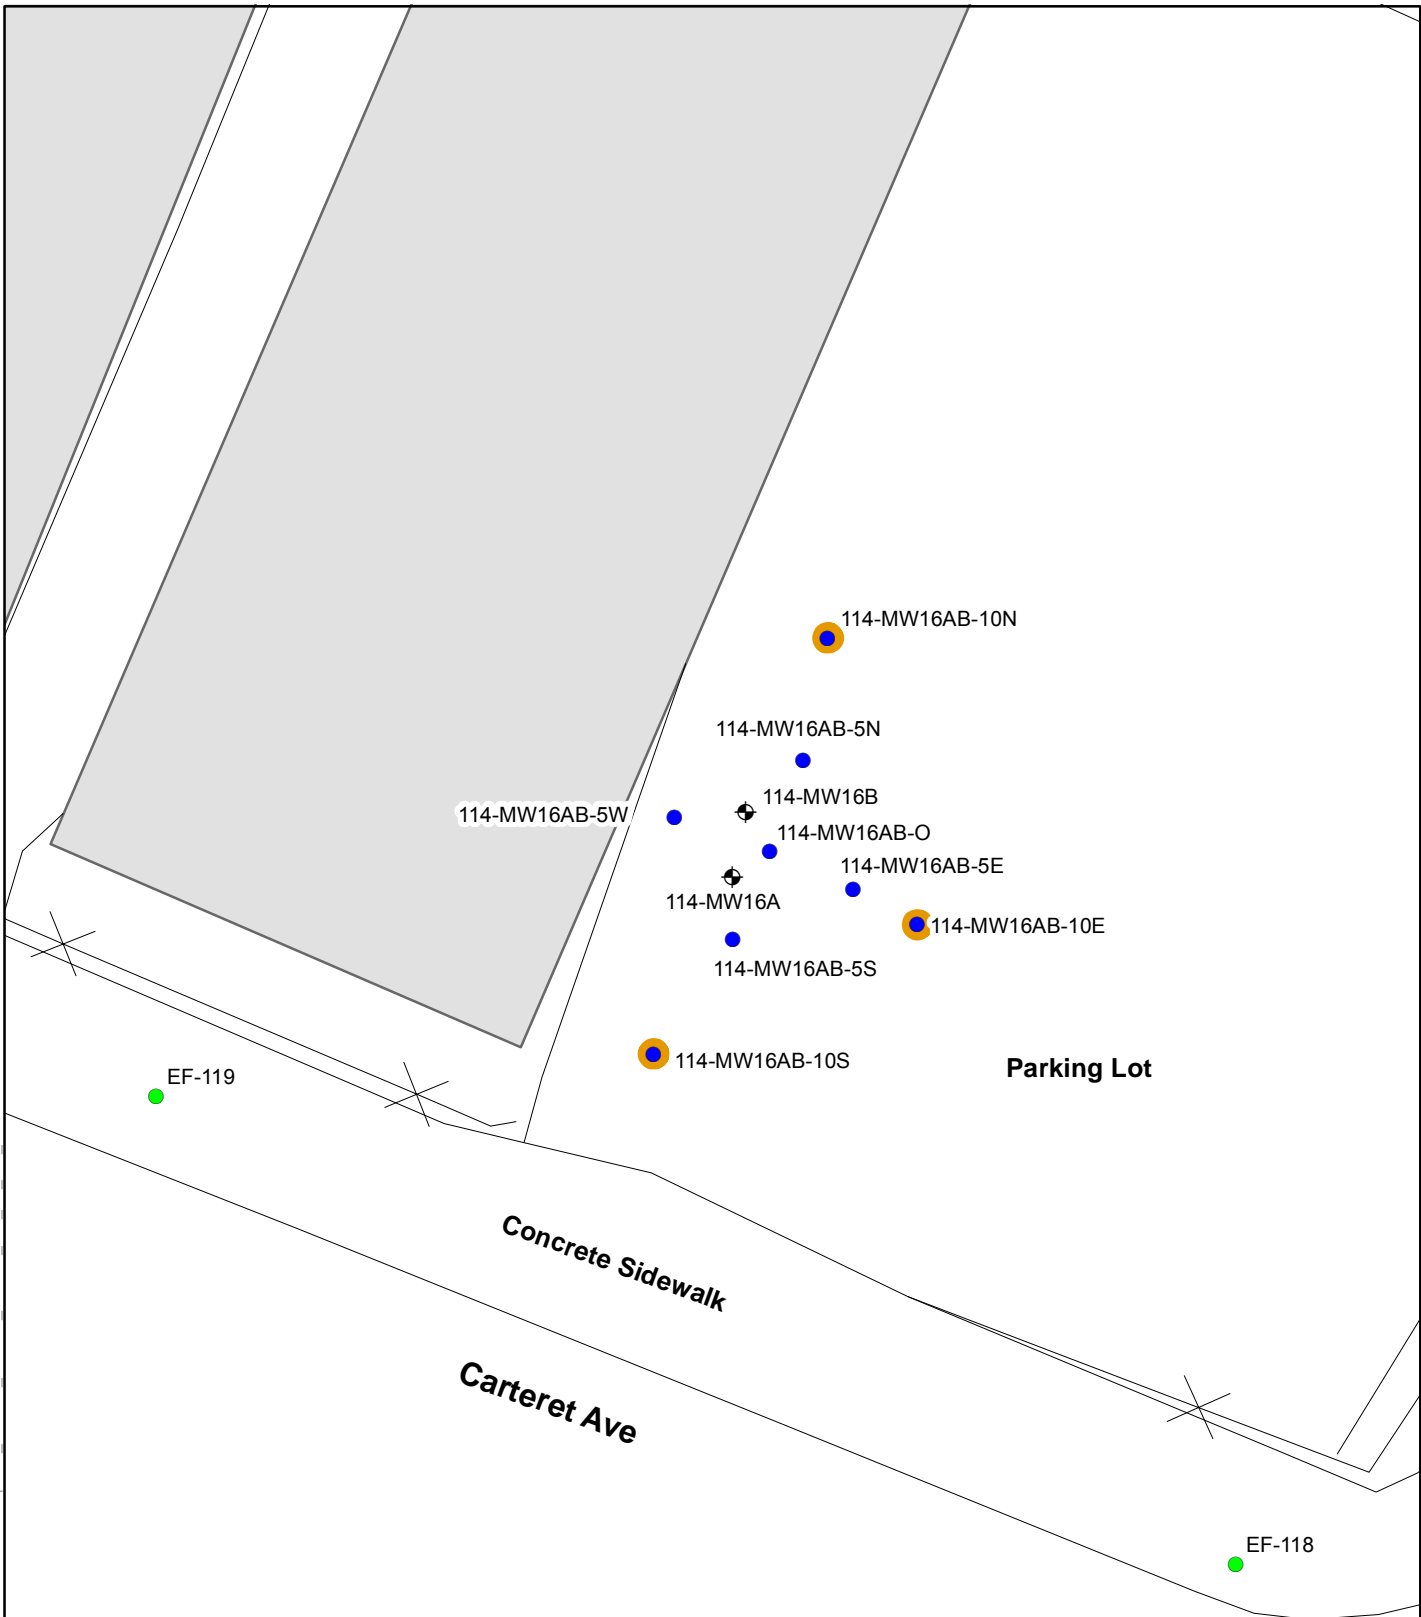 114-MW16AB-10N
114-MW16AB-5N
114-MW16B
114-MW16AB-5W
114-MW16AB-O
114-MW16AB-5E
114-MW16A
114-MW16AB-10E
114-MW16AB-5S
114-MW16AB-10S
Parking Lot
EF-119
Concrete Sidewalk
Carteret Ave
EF-118